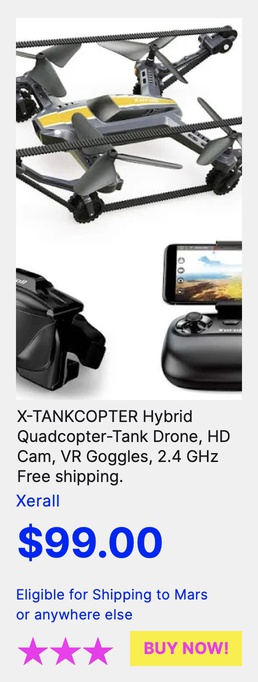 X-TANKCOPTER Hybrid
Quadcopter-Tank Drone, HD
Cam, VR Goggles, 2.4 GHz
Free shipping.
Xerall
$99.00
Eligible for Shipping to Mars
or anywhere else
BUY NOW!